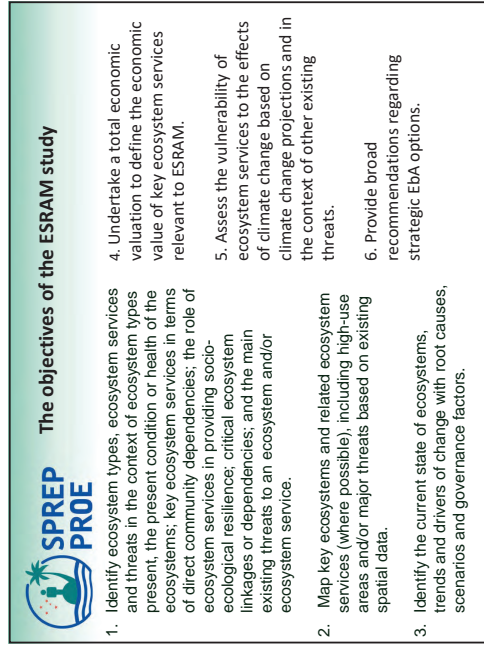 SPREP
PROE
The objectives of the ESRAM study
1. Identify ecosystem types, ecosystem services
and threats in the context of ecosystem types
present, the present condition or health of the
ecosystems; key ecosystem services in terms
of direct community dependencies; the role of
ecosystem services in providing socio-
ecological resilience; critical ecosystem
linkages or dependencies; and the main
existing threats to an ecosystem and/or
ecosystem service.
2. Map key ecosystems and related ecosystem
services (where possible), including high-use
areas and/or major threats based on existing
spatial data.
3. Identify the current state of ecosystems,
trends and drivers of change with root causes,
scenarios and governance factors.
4. Undertake a total economic
valuation to define the economic
value of key ecosystem services
relevant to ESRAM.
5. Assess the vulnerability of
ecosystem services to the effects
of climate change based on
climate change projections and in
the context of other existing
threats.
6. Provide broad
recommendations regarding
strategic EbA options.